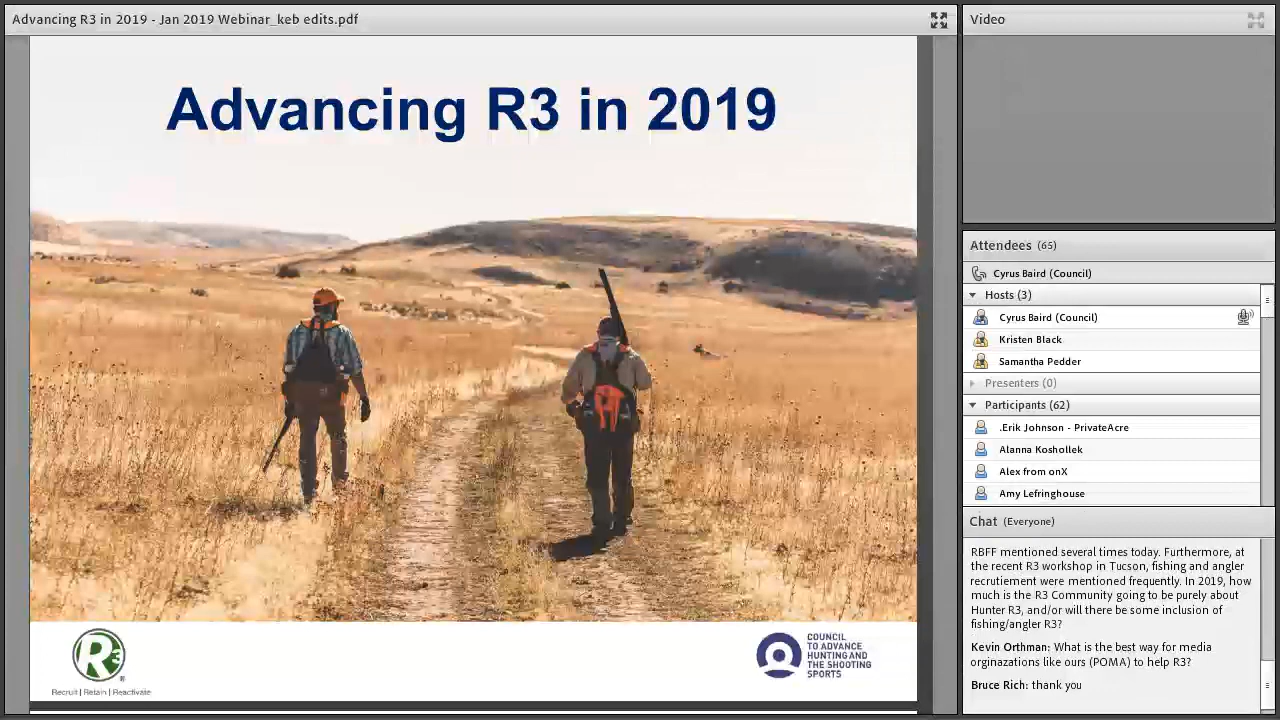 Advancing R3 in 2019 - Jan 2019 Webinar_keb edits.pdf
Advancing R3 in 2019
R3
®
Recruit | Retain | Reactivate
COUNCIL
TO ADVANCE
HUNTING AND
THE SHOOTING
SPORTS
Video
Attendees (65)
Cyrus Baird (Council)
Hosts (3)
Cyrus Baird (Council)
Kristen Black
Samantha Pedder
Presenters (0)
Participants (62)
.Erik Johnson - PrivateAcre
Alanna Koshollek
Alex from onX
Amy Lefringhouse
Chat (Everyone)
RBFF mentioned several times today. Furthermore, at
the recent R3 workshop in Tucson, fishing and angler
recrutiement were mentioned frequently. In 2019, how
much is the R3 Community going to be purely about
Hunter R3, and/or will there be some inclusion of
fishing/angler R3?
Kevin Orthman: What is the best way for media
orginazations like ours (POMA) to help R3?
Bruce Rich: thank you